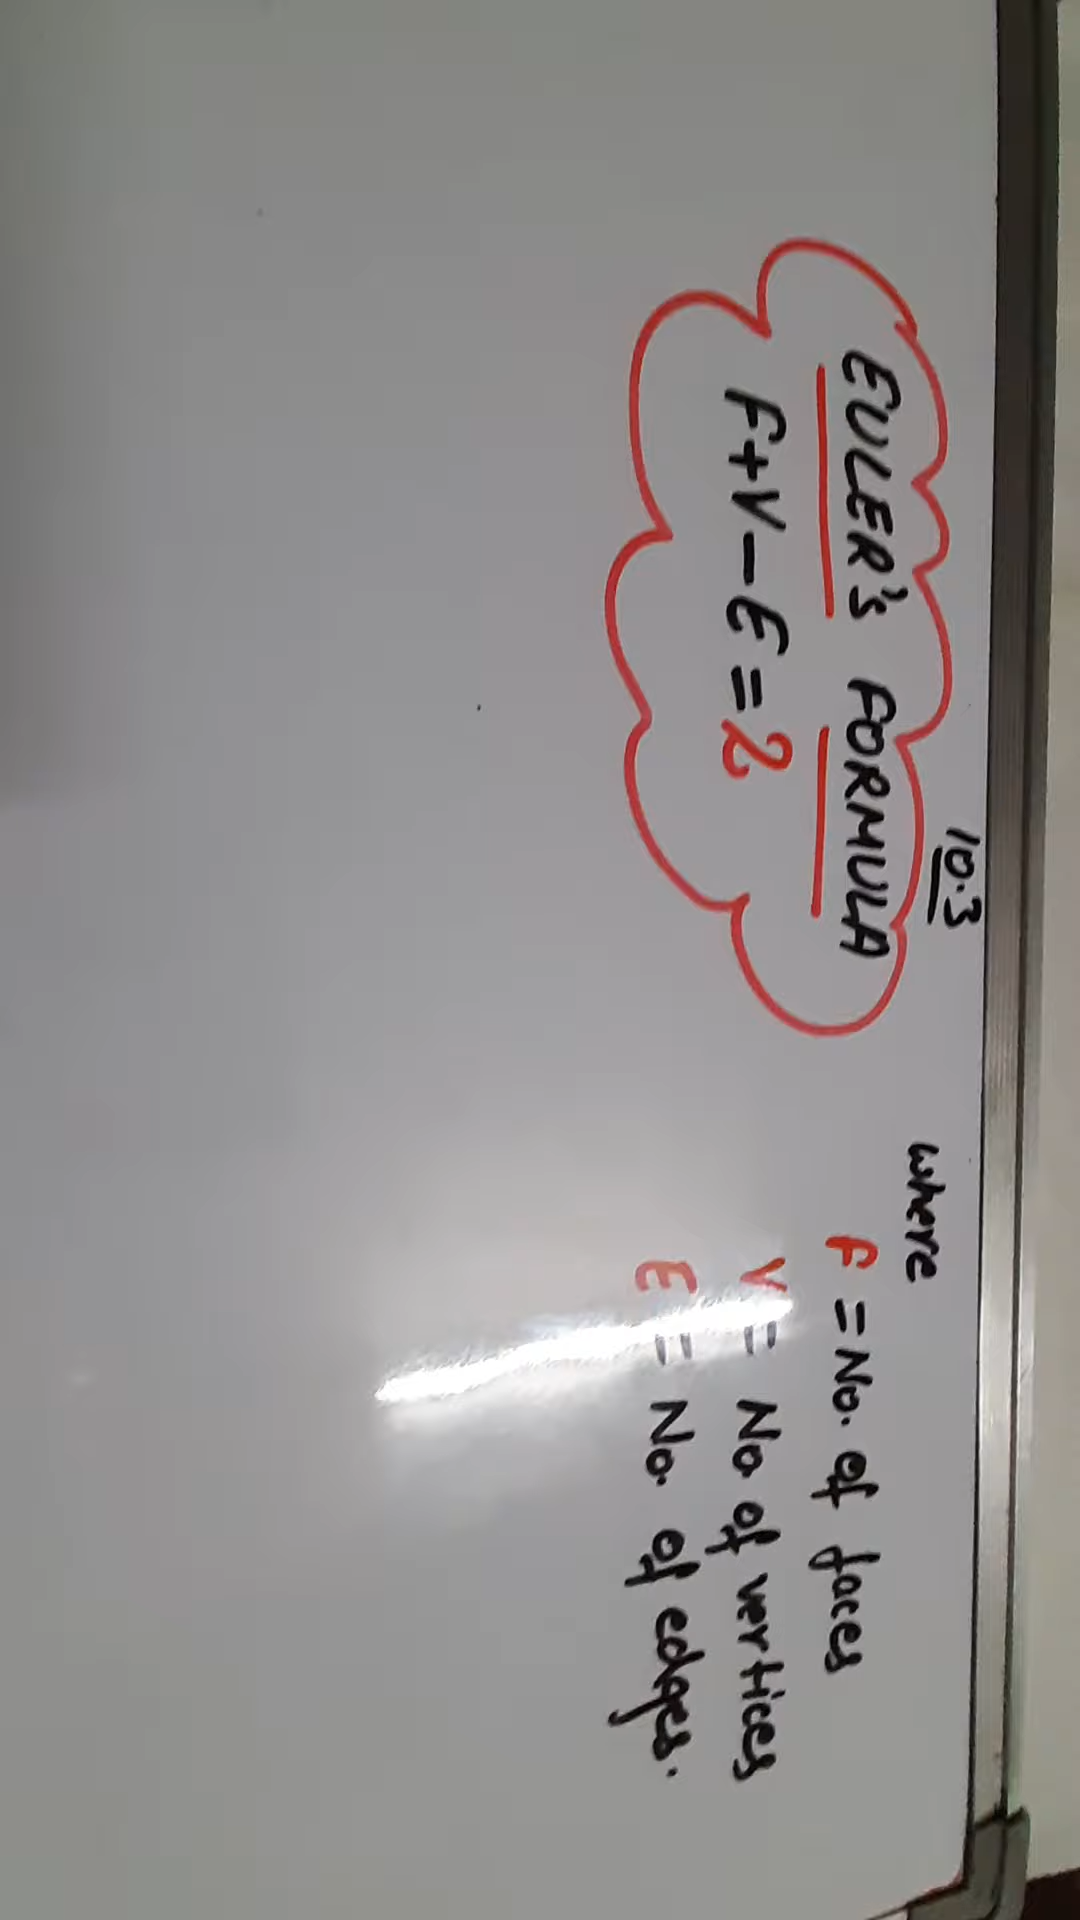 10.3
EULER's FORMULA
F+V-E=2
where
F = No. of faces
V = No of vertices
E = No. of edges.